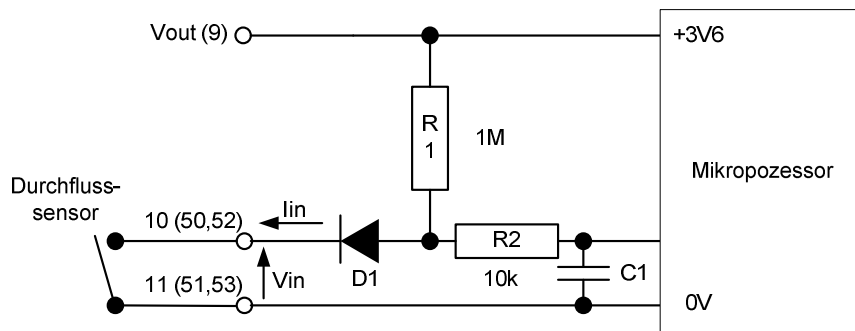 Vout (9)
+3V6
R
1
1M
Mikropozessor
Durchfluss-
sensor
10 (50,52)
Iin
R2
11 (51,53)
Vin
D1
10k
C1
0V